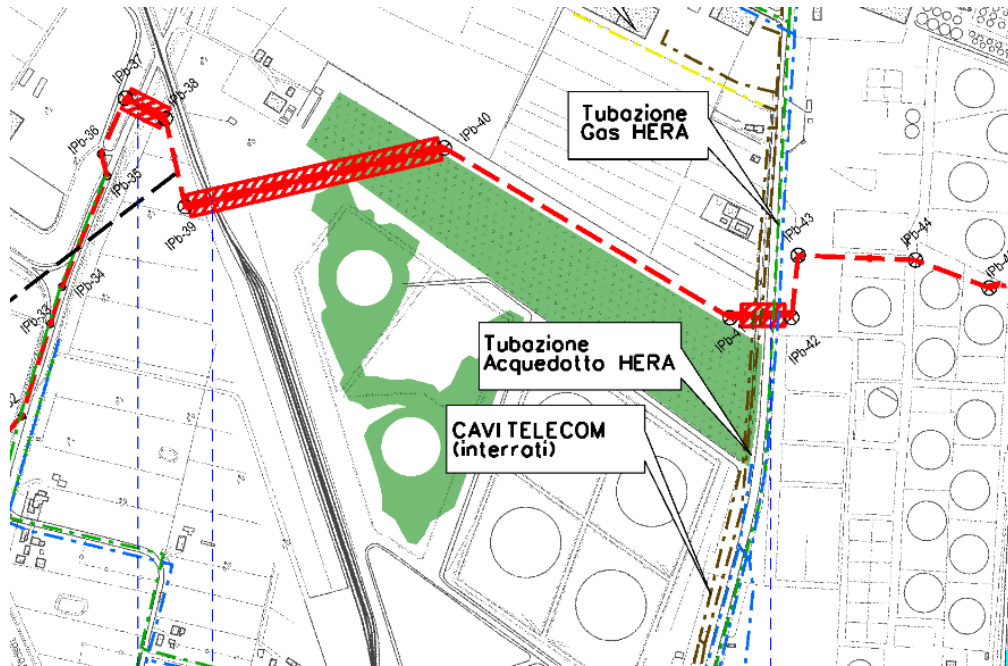 IPb-37
IPb-38
IPb-36
IPb-35
IPb-40
Tubazione
Gas HERA
IPb-39
IPb-43
IPb-44
IPb-34
IPb-33
IPb-42
Tubazione
Acquedotto HERA
CAVI TELECOM
(interrati)